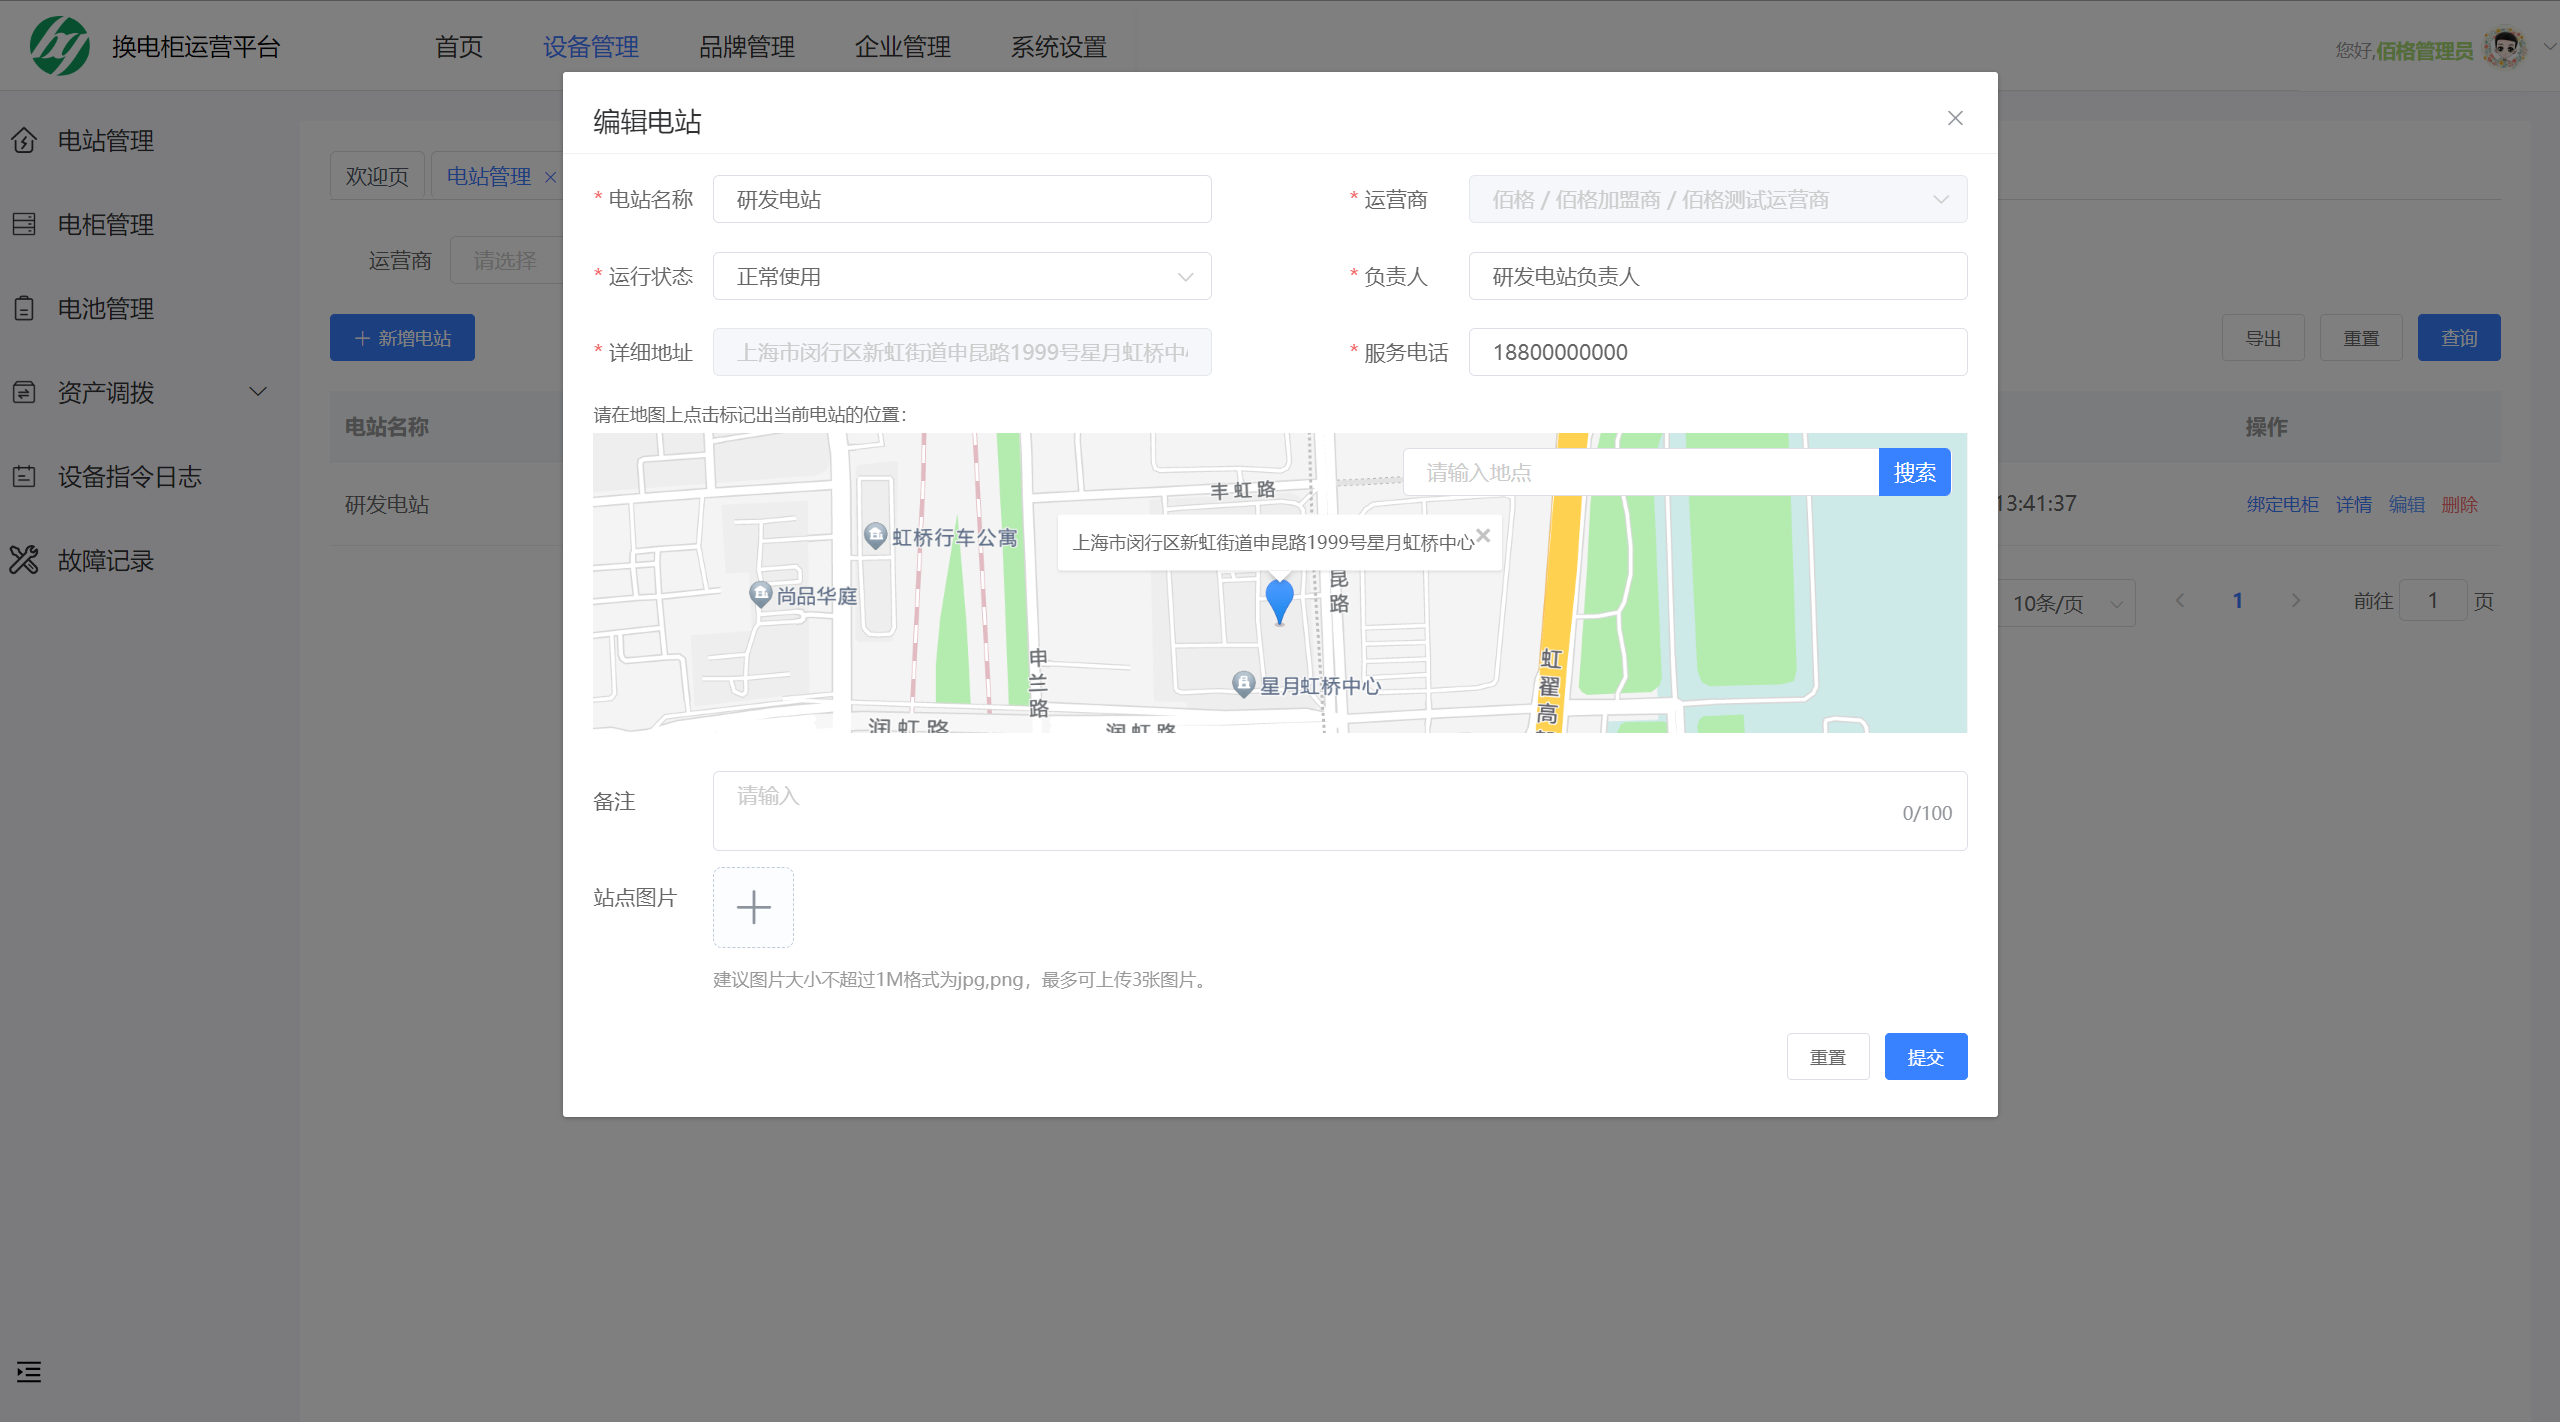 换电柜运营平台
首页
设备管理
品牌管理
企业管理
系统设置
您好,佰格管理员
电站管理
电柜管理
电池管理
资产调拨
设备指令日志
故障记录
欢迎页
电站管理
运营商
请选择
新增电站
导出
重置
查询
电站名称
操作
研发电站
13:41:37
绑定电柜 详情 编辑 删除
10条/页
1
前往 1 页
编辑电站
* 电站名称 研发电站
* 运营商 佰格 / 佰格加盟商 / 佰格测试运营商
* 运行状态 正常使用
* 负责人 研发电站负责人
* 详细地址 上海市闵行区新虹街道申昆路1999号星月虹桥中
* 服务电话 18800000000
请在地图上点击标记出当前电站的位置：
请输入地点 搜索
丰虹路
虹桥行车公寓
上海市闵行区新虹街道申昆路1999号星月虹桥中心
尚品华庭
昆路
申兰路
星月虹桥中心
虹翟高
润虹路
润虹路
备注
请输入
0/100
站点图片
建议图片大小不超过1M格式为jpg,png，最多可上传3张图片。
重置
提交